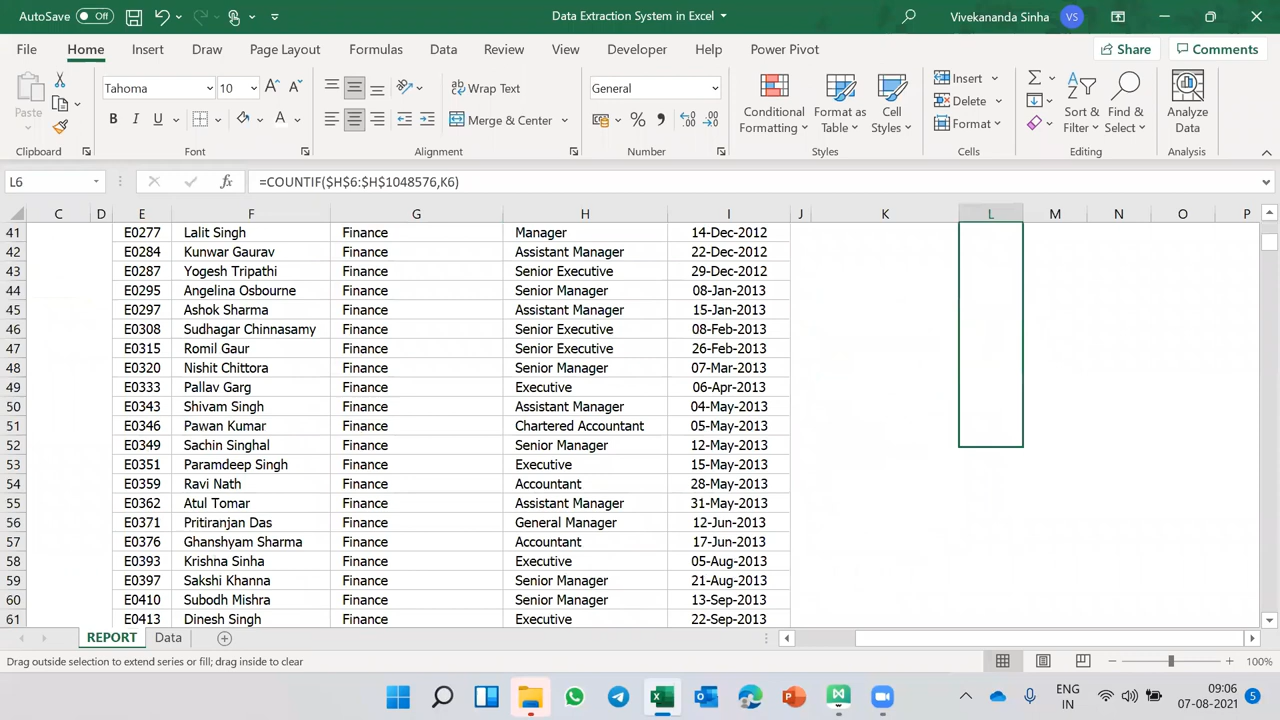 AutoSave Off Data Extraction System in Excel Vivekananda Sinha VS
File Home Insert Draw Page Layout Formulas Data Review View Developer Help Power Pivot Share Comments
Paste Tahoma 10 Wrap Text General Conditional Formatting Format as Table Cell Styles Insert Sort & Filter Find & Select Analyze Data
B I U A Merge & Center % Delete
Format
Clipboard Font Alignment Number Styles Cells Editing Analysis
L6 fx =COUNTIF($H$6:$H$1048576,K6)
C D E F G H I J K L M N O P
41 E0277 Lalit Singh Finance Manager 14-Dec-2012
42 E0284 Kunwar Gaurav Finance Assistant Manager 22-Dec-2012
43 E0287 Yogesh Tripathi Finance Senior Executive 29-Dec-2012
44 E0295 Angelina Osbourne Finance Senior Manager 08-Jan-2013
45 E0297 Ashok Sharma Finance Assistant Manager 15-Jan-2013
46 E0308 Sudhagar Chinnasamy Finance Senior Executive 08-Feb-2013
47 E0315 Romil Gaur Finance Senior Executive 26-Feb-2013
48 E0320 Nishit Chittora Finance Senior Manager 07-Mar-2013
49 E0333 Pallav Garg Finance Executive 06-Apr-2013
50 E0343 Shivam Singh Finance Assistant Manager 04-May-2013
51 E0346 Pawan Kumar Finance Chartered Accountant 05-May-2013
52 E0349 Sachin Singhal Finance Senior Manager 12-May-2013
53 E0351 Paramdeep Singh Finance Executive 15-May-2013
54 E0359 Ravi Nath Finance Accountant 28-May-2013
55 E0362 Atul Tomar Finance Assistant Manager 31-May-2013
56 E0371 Pritiranjan Das Finance General Manager 12-Jun-2013
57 E0376 Ghanshyam Sharma Finance Accountant 17-Jun-2013
58 E0393 Krishna Sinha Finance Executive 05-Aug-2013
59 E0397 Sakshi Khanna Finance Senior Manager 21-Aug-2013
60 E0410 Subodh Mishra Finance Senior Manager 13-Sep-2013
61 E0413 Dinesh Singh Finance Executive 22-Sep-2013
REPORT Data
Drag outside selection to extend series or fill; drag inside to clear 100%
ENG 09:06
IN 07-08-2021 5